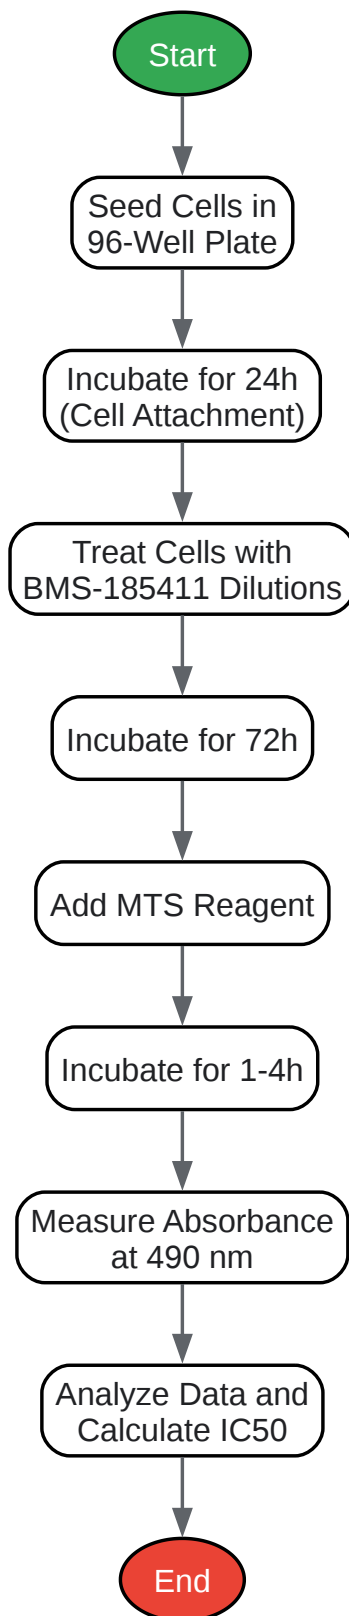 Start
Seed Cells in
96-Well Plate
Incubate for 24h
(Cell Attachment)
Treat Cells with
BMS-185411 Dilutions
Incubate for 72h
Add MTS Reagent
Incubate for 1-4h
Measure Absorbance
at 490 nm
Analyze Data and
Calculate IC50
End